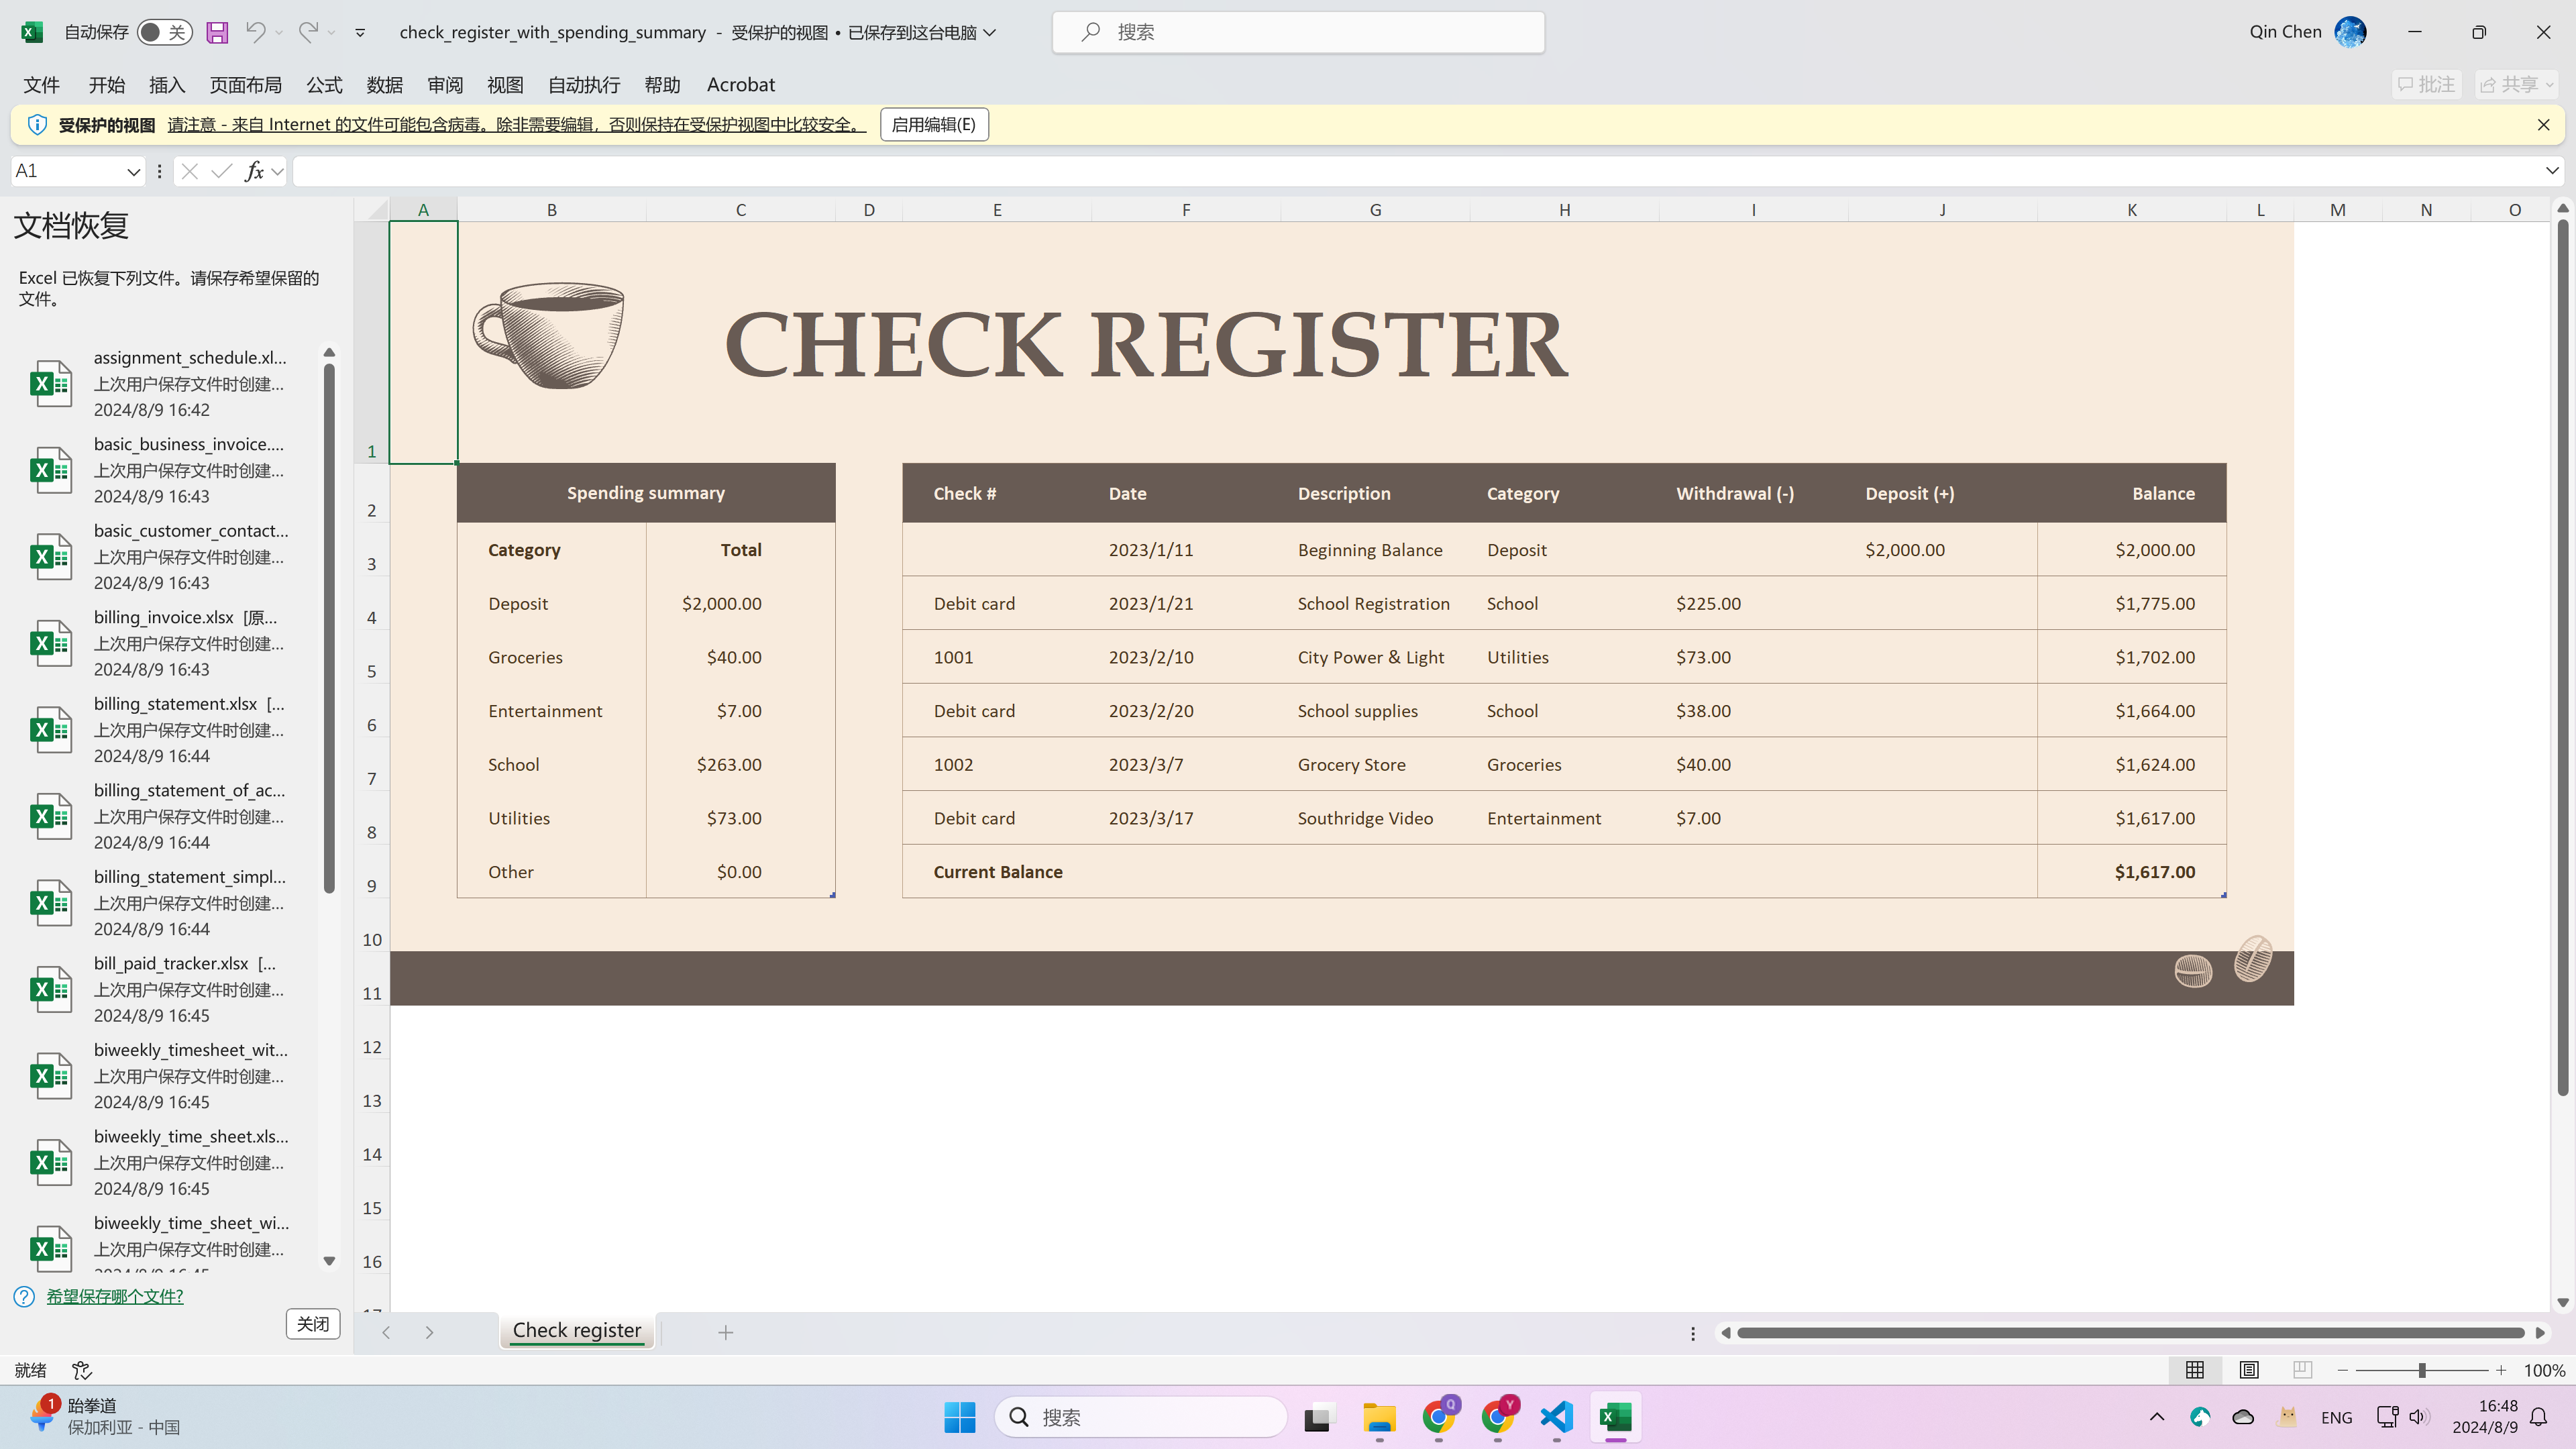 自动保存 关 check_register_with_spending_summary - 受保护的视图 • 已保存到这台电脑 搜索 Qin Chen
文件 开始 插入 页面布局 公式 数据 审阅 视图 自动执行 帮助 Acrobat 批注 共享
受保护的视图 请注意 - 来自 Internet 的文件可能包含病毒。除非需要编辑，否则保持在受保护视图中比较安全。 启用编辑(E)
A1 fx
文档恢复
Excel 已恢复下列文件。请保存希望保留的
文件。
assignment_schedule.xl...
上次用户保存文件时创建...
2024/8/9 16:42
basic_business_invoice....
上次用户保存文件时创建...
2024/8/9 16:43
basic_customer_contact...
上次用户保存文件时创建...
2024/8/9 16:43
billing_invoice.xlsx [原...
上次用户保存文件时创建...
2024/8/9 16:43
billing_statement.xlsx [...
上次用户保存文件时创建...
2024/8/9 16:44
billing_statement_of_ac...
上次用户保存文件时创建...
2024/8/9 16:44
billing_statement_simpl...
上次用户保存文件时创建...
2024/8/9 16:44
bill_paid_tracker.xlsx [...
上次用户保存文件时创建...
2024/8/9 16:45
biweekly_timesheet_wit...
上次用户保存文件时创建...
2024/8/9 16:45
biweekly_time_sheet.xls...
上次用户保存文件时创建...
2024/8/9 16:45
biweekly_time_sheet_wi...
上次用户保存文件时创建...
希望保存哪个文件?
关闭
A B C D E F G H I J K L M N O
1 CHECK REGISTER
2 Spending summary Check # Date Description Category Withdrawal (-) Deposit (+) Balance
3 Category Total 2023/1/11 Beginning Balance Deposit $2,000.00 $2,000.00
4 Deposit $2,000.00 Debit card 2023/1/21 School Registration School $225.00 $1,775.00
5 Groceries $40.00 1001 2023/2/10 City Power & Light Utilities $73.00 $1,702.00
6 Entertainment $7.00 Debit card 2023/2/20 School supplies School $38.00 $1,664.00
7 School $263.00 1002 2023/3/7 Grocery Store Groceries $40.00 $1,624.00
8 Utilities $73.00 Debit card 2023/3/17 Southridge Video Entertainment $7.00 $1,617.00
9 Other $0.00 Current Balance $1,617.00
10
11
12
13
14
15
16
Check register
就绪 100%
1 跆拳道
保加利亚 - 中国
搜索 Q Y ENG
16:48
2024/8/9